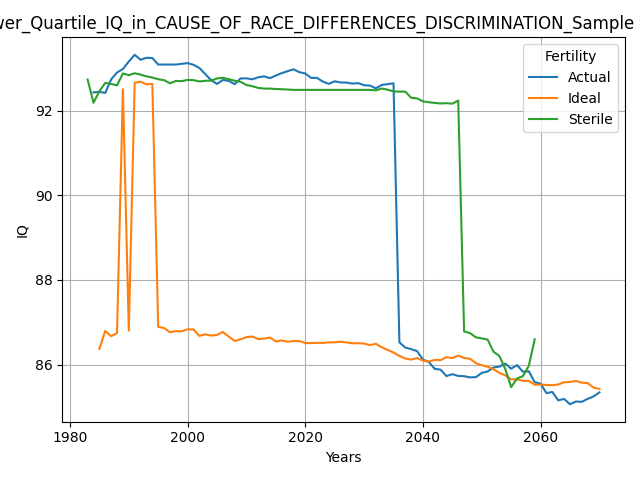 wer_Quartile_IQ_in_CAUSE_OF_RACE_DIFFERENCES_DISCRIMINATION_Sample
Fertility
Actual
Ideal
Sterile
IQ
92
90
88
86
1980
2000
2020
2040
2060
Years